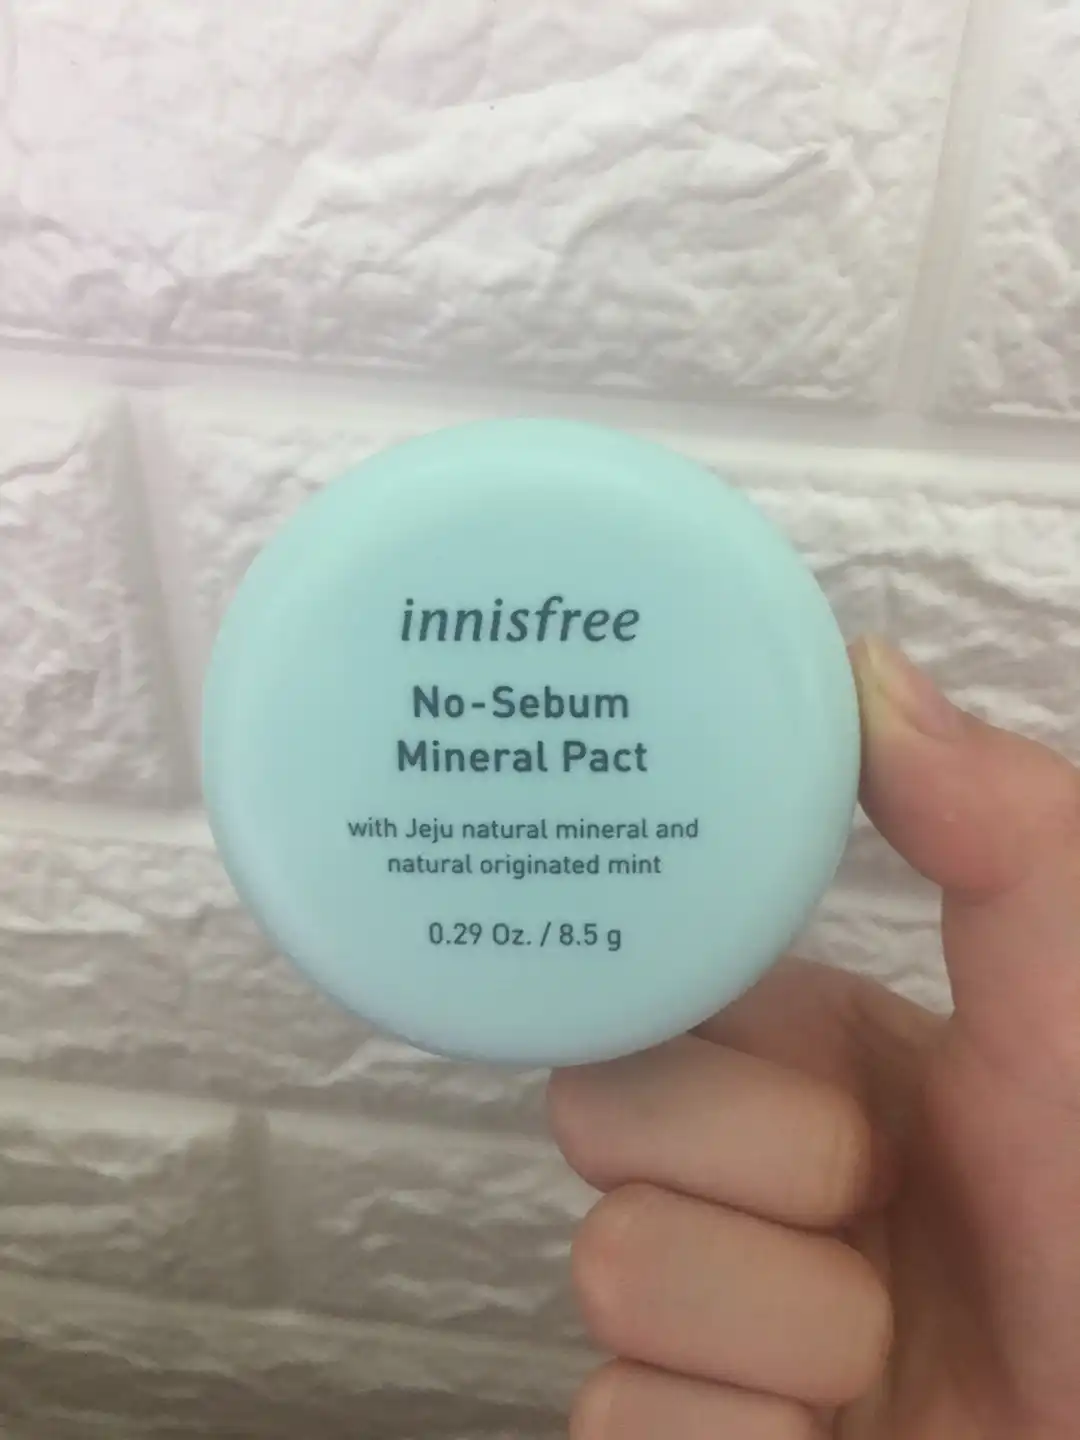 innisfree
No-Sebum
Mineral Pact
with Jeju natural mineral and
natural originated mint
0.29 Oz. / 8.5 g